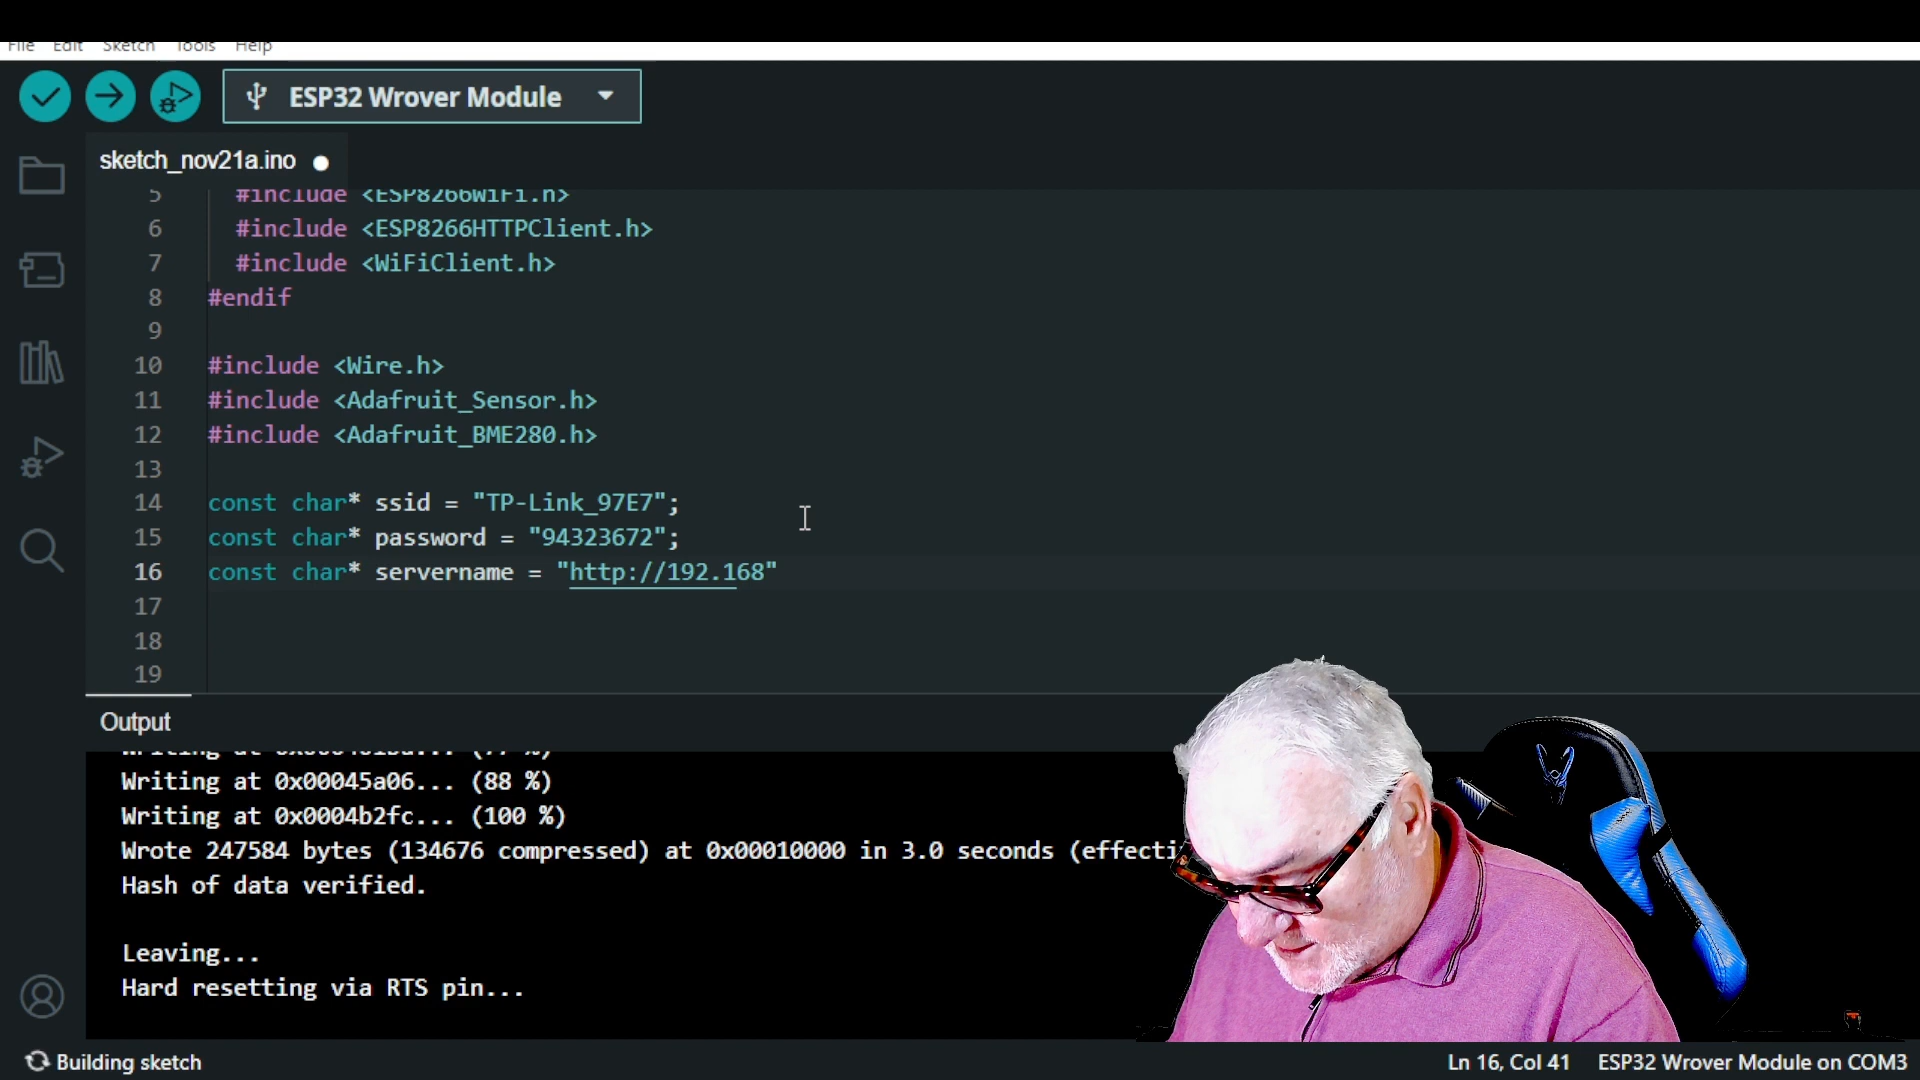 File Edit Sketch Tools Help
ESP32 Wrover Module
sketch_nov21a.ino
5 #include <ESP8266WiFi.h>
6 #include <ESP8266HTTPClient.h>
7 #include <WiFiClient.h>
8 #endif
9
10 #include <Wire.h>
11 #include <Adafruit_Sensor.h>
12 #include <Adafruit_BME280.h>
13
14 const char* ssid = "TP-Link_97E7";
15 const char* password = "94323672";
16 const char* servername = "http://192.168"
17
18
19
Output
Writing at 0x00045a06... (88 %)
Writing at 0x0004b2fc... (100 %)
Wrote 247584 bytes (134676 compressed) at 0x00010000 in 3.0 seconds
Hash of data verified.
Leaving...
Hard resetting via RTS pin...
Building sketch
Ln 16, Col 41 ESP32 Wrover Module on COM3